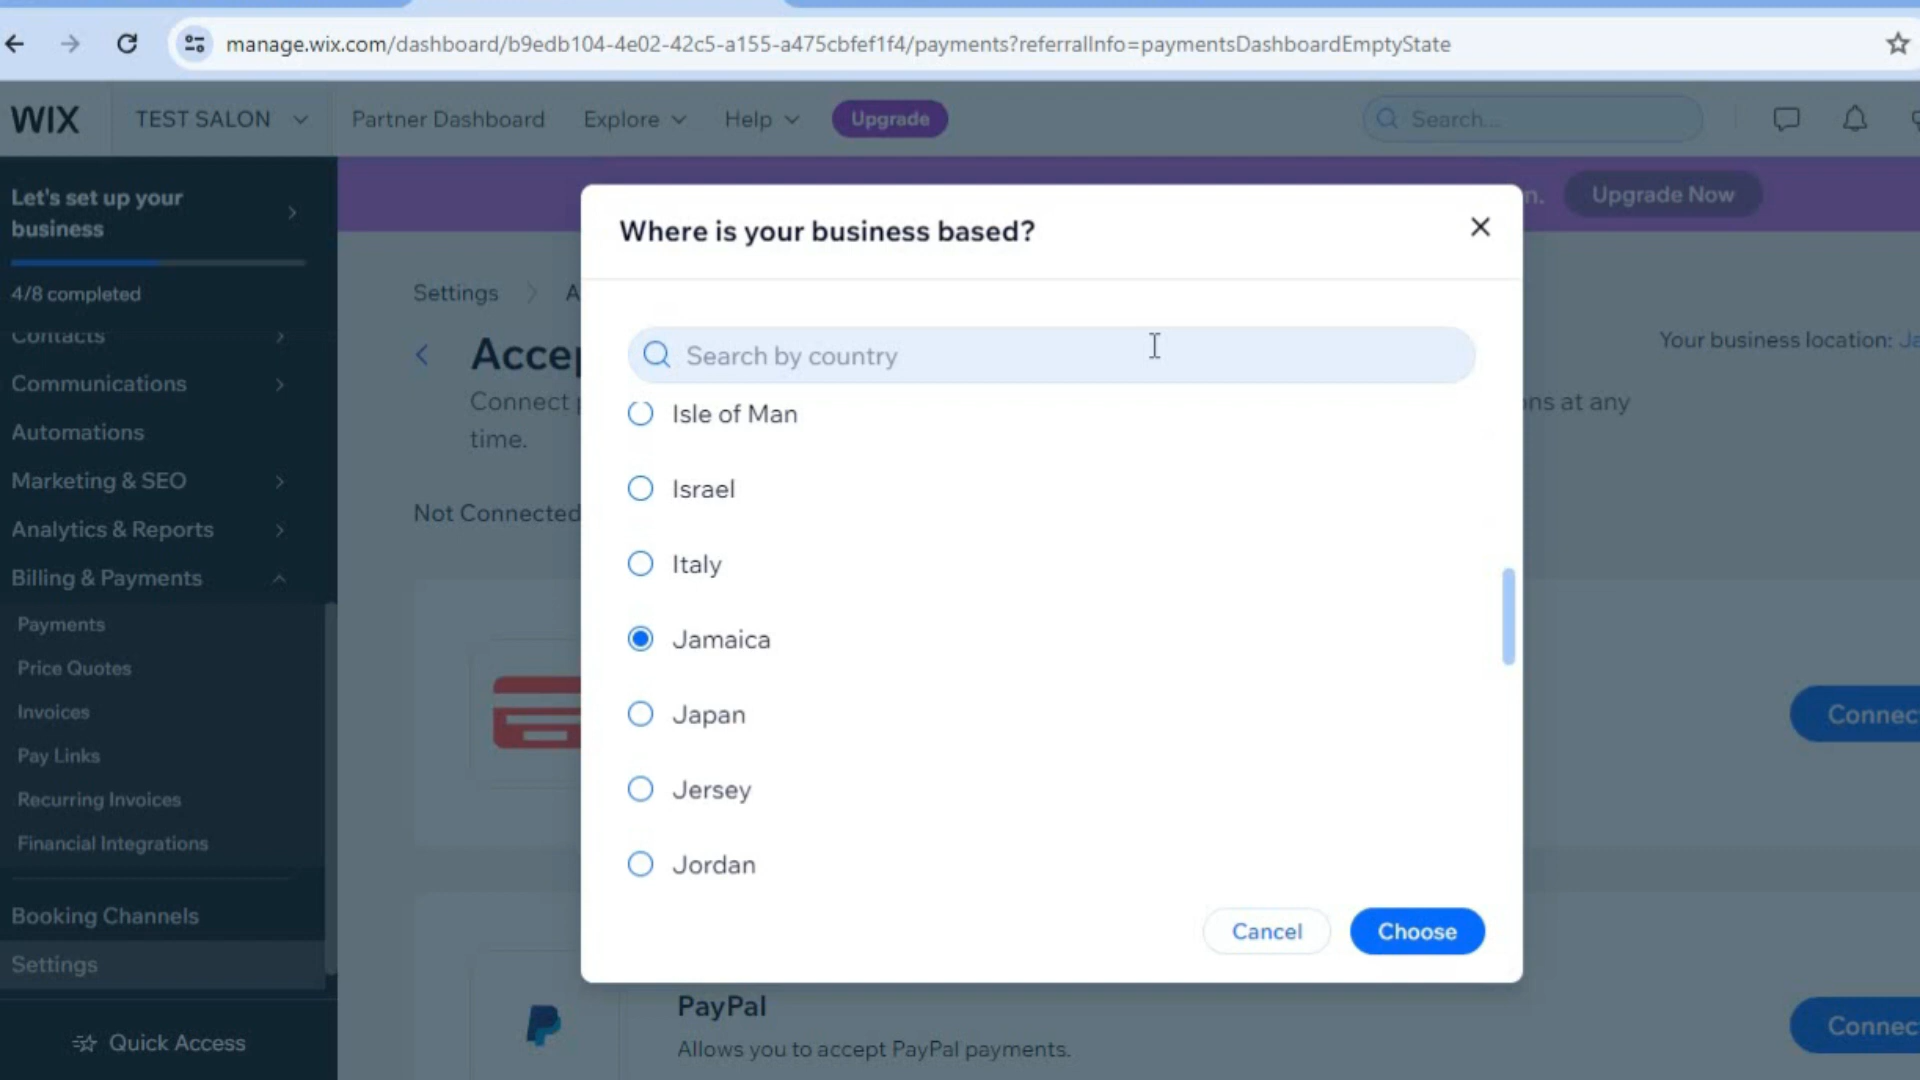 manage.wix.com/dashboard/b9edb104-4e02-42c5-a155-a475cbfef1f4/payments?referralInfo=paymentsDashboardEmptyState
WIX
TEST SALON
Partner Dashboard
Explore
Help
Upgrade
Search...
Let's set up your
business
4/8 completed
Contacts
Communications
Automations
Marketing & SEO
Analytics & Reports
Billing & Payments
Payments
Price Quotes
Invoices
Pay Links
Recurring Invoices
Financial Integrations
Booking Channels
Settings
Quick Access
n.
Upgrade Now
Settings
A
Accep
Your business location: Ja
Connect
ons at any
time.
Not Connected
Where is your business based?
Search by country
Isle of Man
Israel
Italy
Jamaica
Japan
Jersey
Jordan
Cancel
Choose
Connec
PayPal
Allows you to accept PayPal payments.
Connec